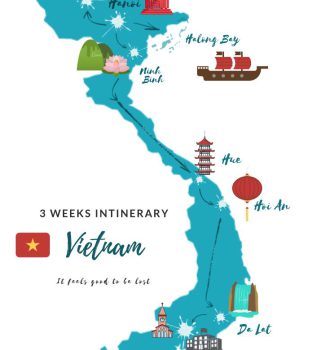 Hanoi
Halong Bay
Ninh
Binh
Hue
Hoi An
3 WEEKS INTINERARY
Vietnam
It feels good to be lost
Da Lat